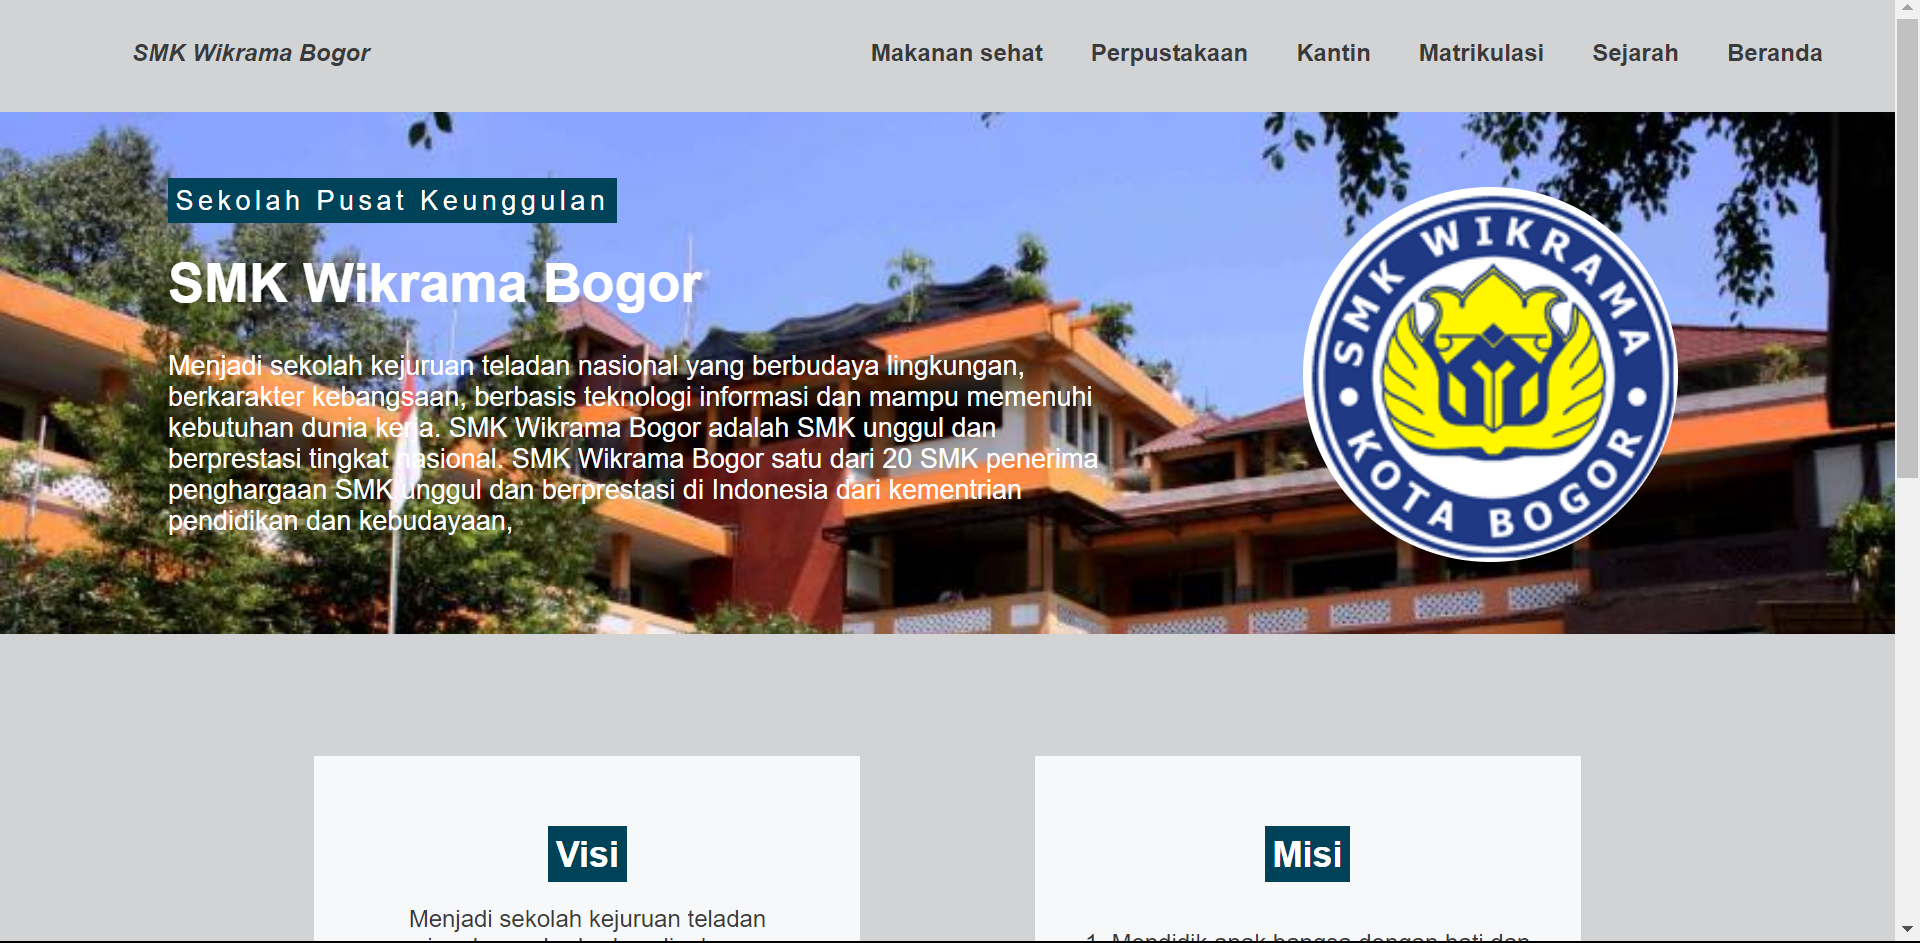 SMK Wikrama Bogor
Makanan sehat
Perpustakaan
Kantin
Matrikulasi
Sejarah
Beranda
Sekolah Pusat Keunggulan
SMK Wikrama Bogor
Menjadi sekolah kejuruan teladan nasional yang berbudaya lingkungan,
berkarakter kebangsaan, berbasis teknologi informasi dan mampu memenuhi
kebutuhan dunia kerja. SMK Wikrama Bogor adalah SMK unggul dan
berprestasi tingkat nasional. SMK Wikrama Bogor satu dari 20 SMK penerima
penghargaan SMK unggul dan berprestasi di Indonesia dari kementrian
pendidikan dan kebudayaan,
SMK WIKRAMA
KOTA BOGOR
Visi
Menjadi sekolah kejuruan teladan
Misi
1. Mendidik anak bangsa dengan hati dan